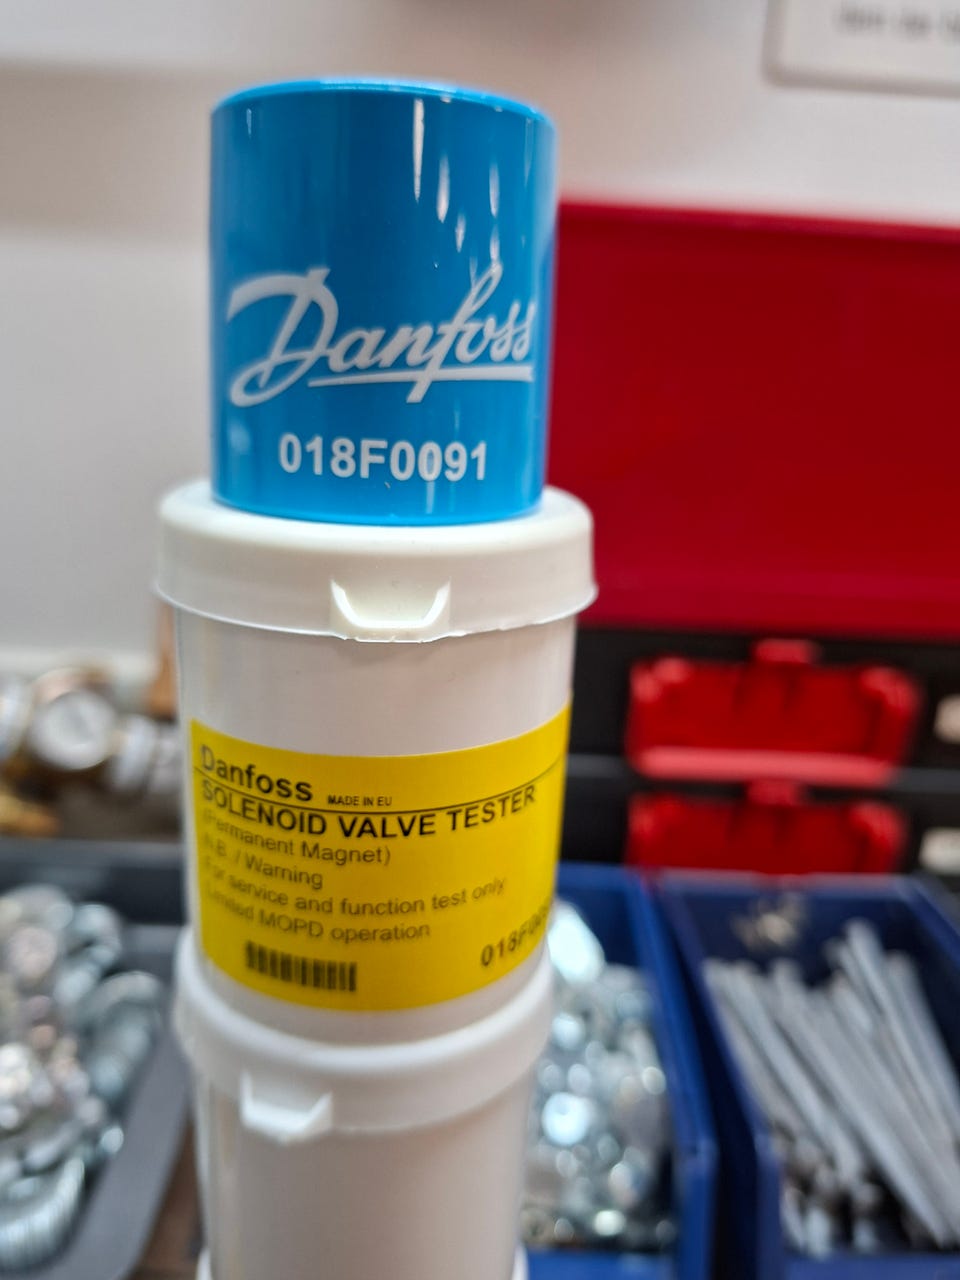 Danfoss
018F0091
Danfoss MADE IN EU
SOLENOID VALVE TESTER
(Permanent Magnet)
N.B. / Warning
For service and function test only
Limited MOPD operation